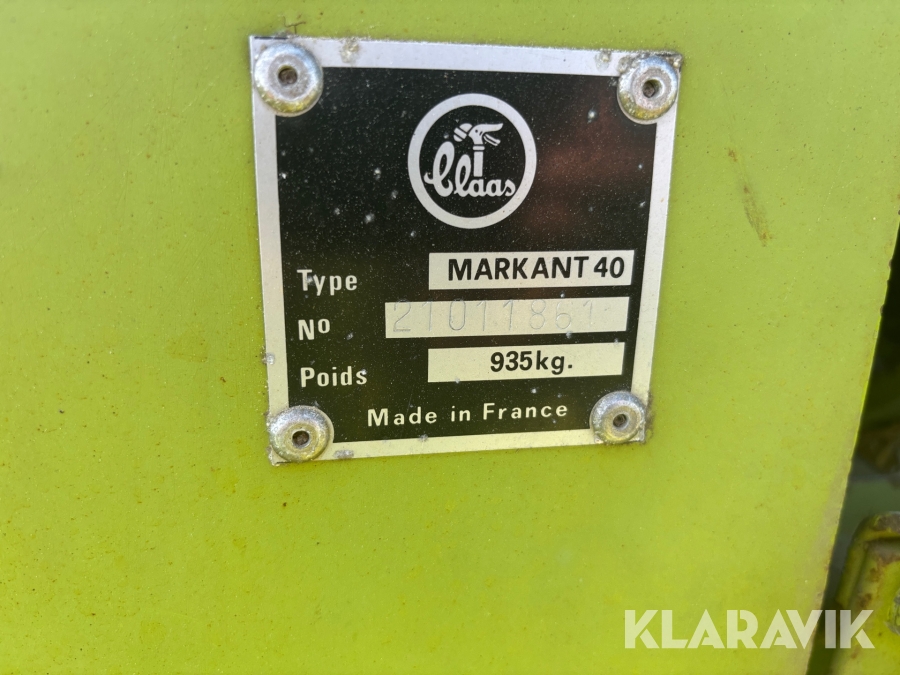 Claas
Type MARKANT 40
No 21011861
Poids 935kg.
Made in France
KLARAVIK